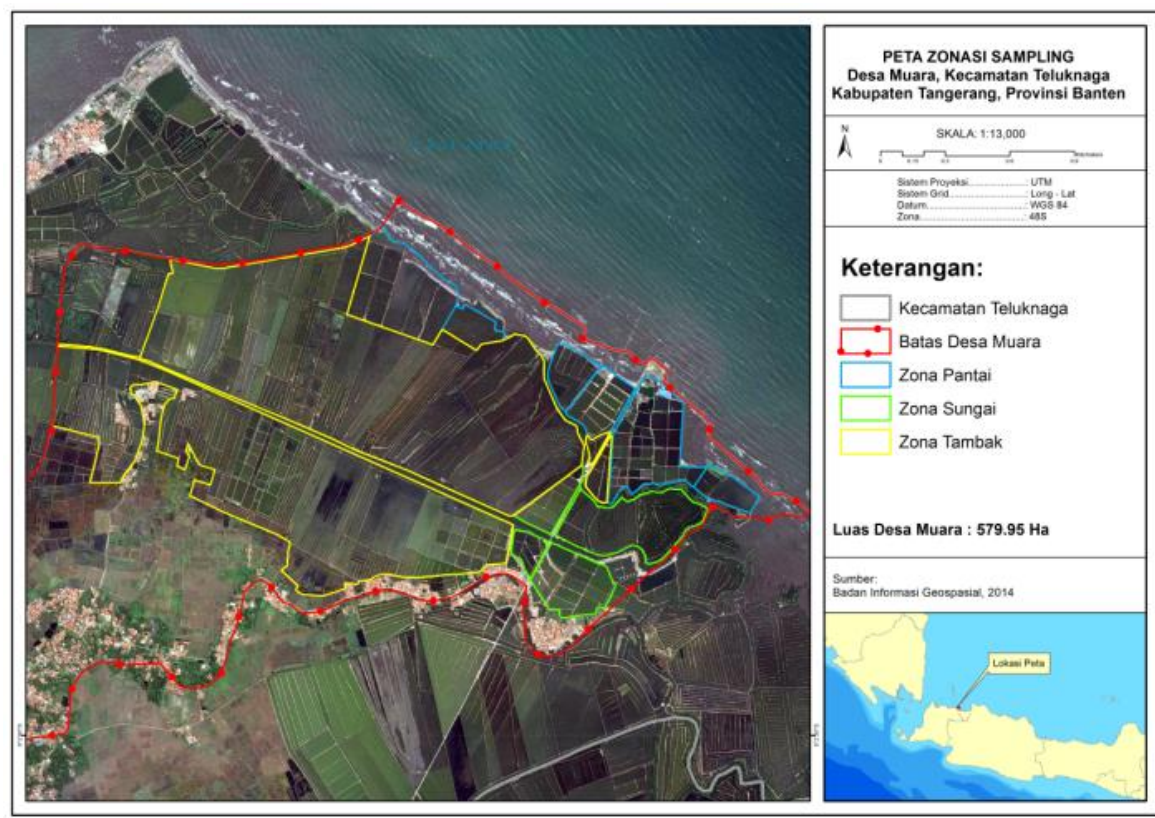 PETA ZONASI SAMPLING
Desa Muara, Kecamatan Teluknaga
Kabupaten Tangerang, Provinsi Banten
N
SKALA: 1:13,000
Sistem Proyeksi : UTM
Sistem Grid : Long - Lat
Datum : WGS 84
Zona : 48S
Keterangan:
Kecamatan Teluknaga
Batas Desa Muara
Zona Pantai
Zona Sungai
Zona Tambak
Luas Desa Muara : 579.95 Ha
Sumber:
Badan Informasi Geospasial, 2014
Lokasi Peta